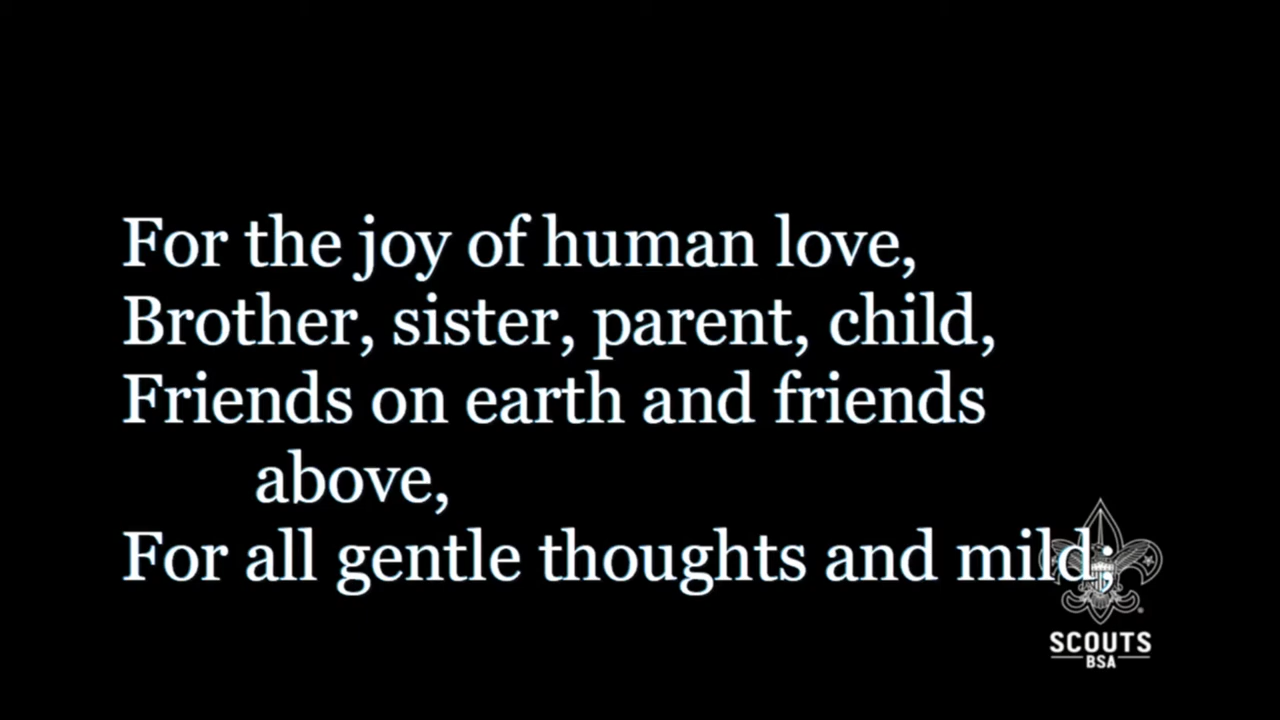 For the joy of human love,
Brother, sister, parent, child,
Friends on earth and friends
above,
For all gentle thoughts and mild;
SCOUTS
BSA